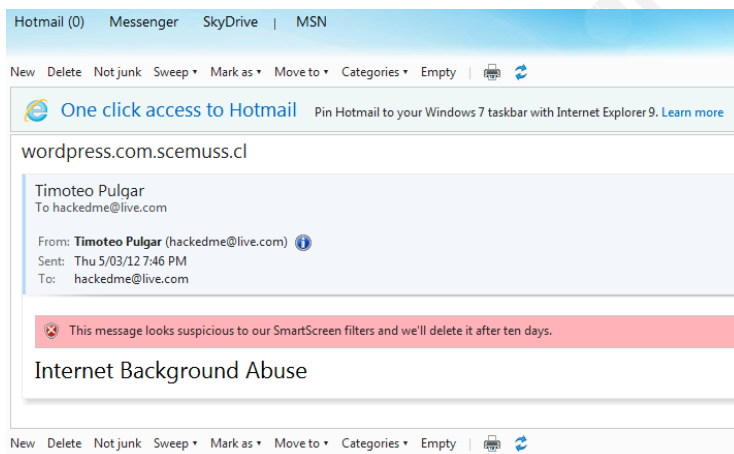 Hotmail (0) Messenger SkyDrive | MSN
New Delete Not junk Sweep Mark as Move to Categories Empty
One click access to Hotmail Pin Hotmail to your Windows 7 taskbar with Internet Explorer 9. Learn more
wordpress.com.scemuss.cl
Timoteo Pulgar
To hackedme@live.com
From: Timoteo Pulgar (hackedme@live.com)
Sent: Thu 5/03/12 7:46 PM
To: hackedme@live.com
This message looks suspicious to our SmartScreen filters and we'll delete it after ten days.
Internet Background Abuse
New Delete Not junk Sweep Mark as Move to Categories Empty